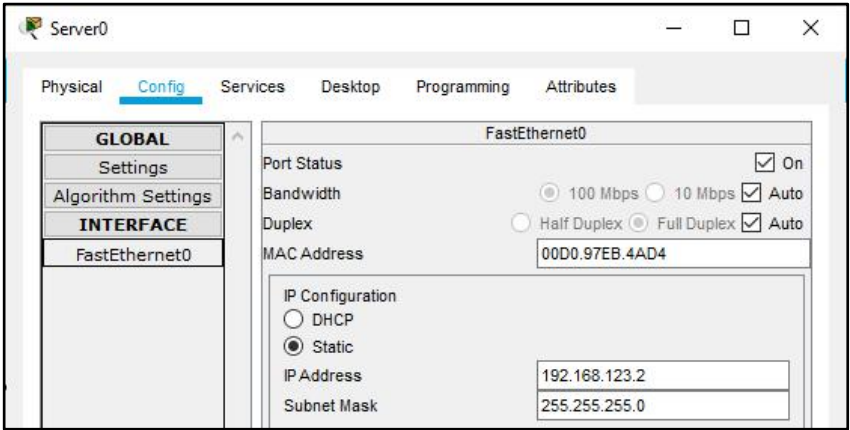 Server0
Physical Config Services Desktop Programming Attributes
GLOBAL
Settings
Algorithm Settings
INTERFACE
FastEthernet0
FastEthernet0
Port Status On
Bandwidth 100 Mbps 10 Mbps Auto
Duplex Half Duplex Full Duplex Auto
MAC Address 00D0.97EB.4AD4
IP Configuration
DHCP
Static
IP Address 192.168.123.2
Subnet Mask 255.255.255.0